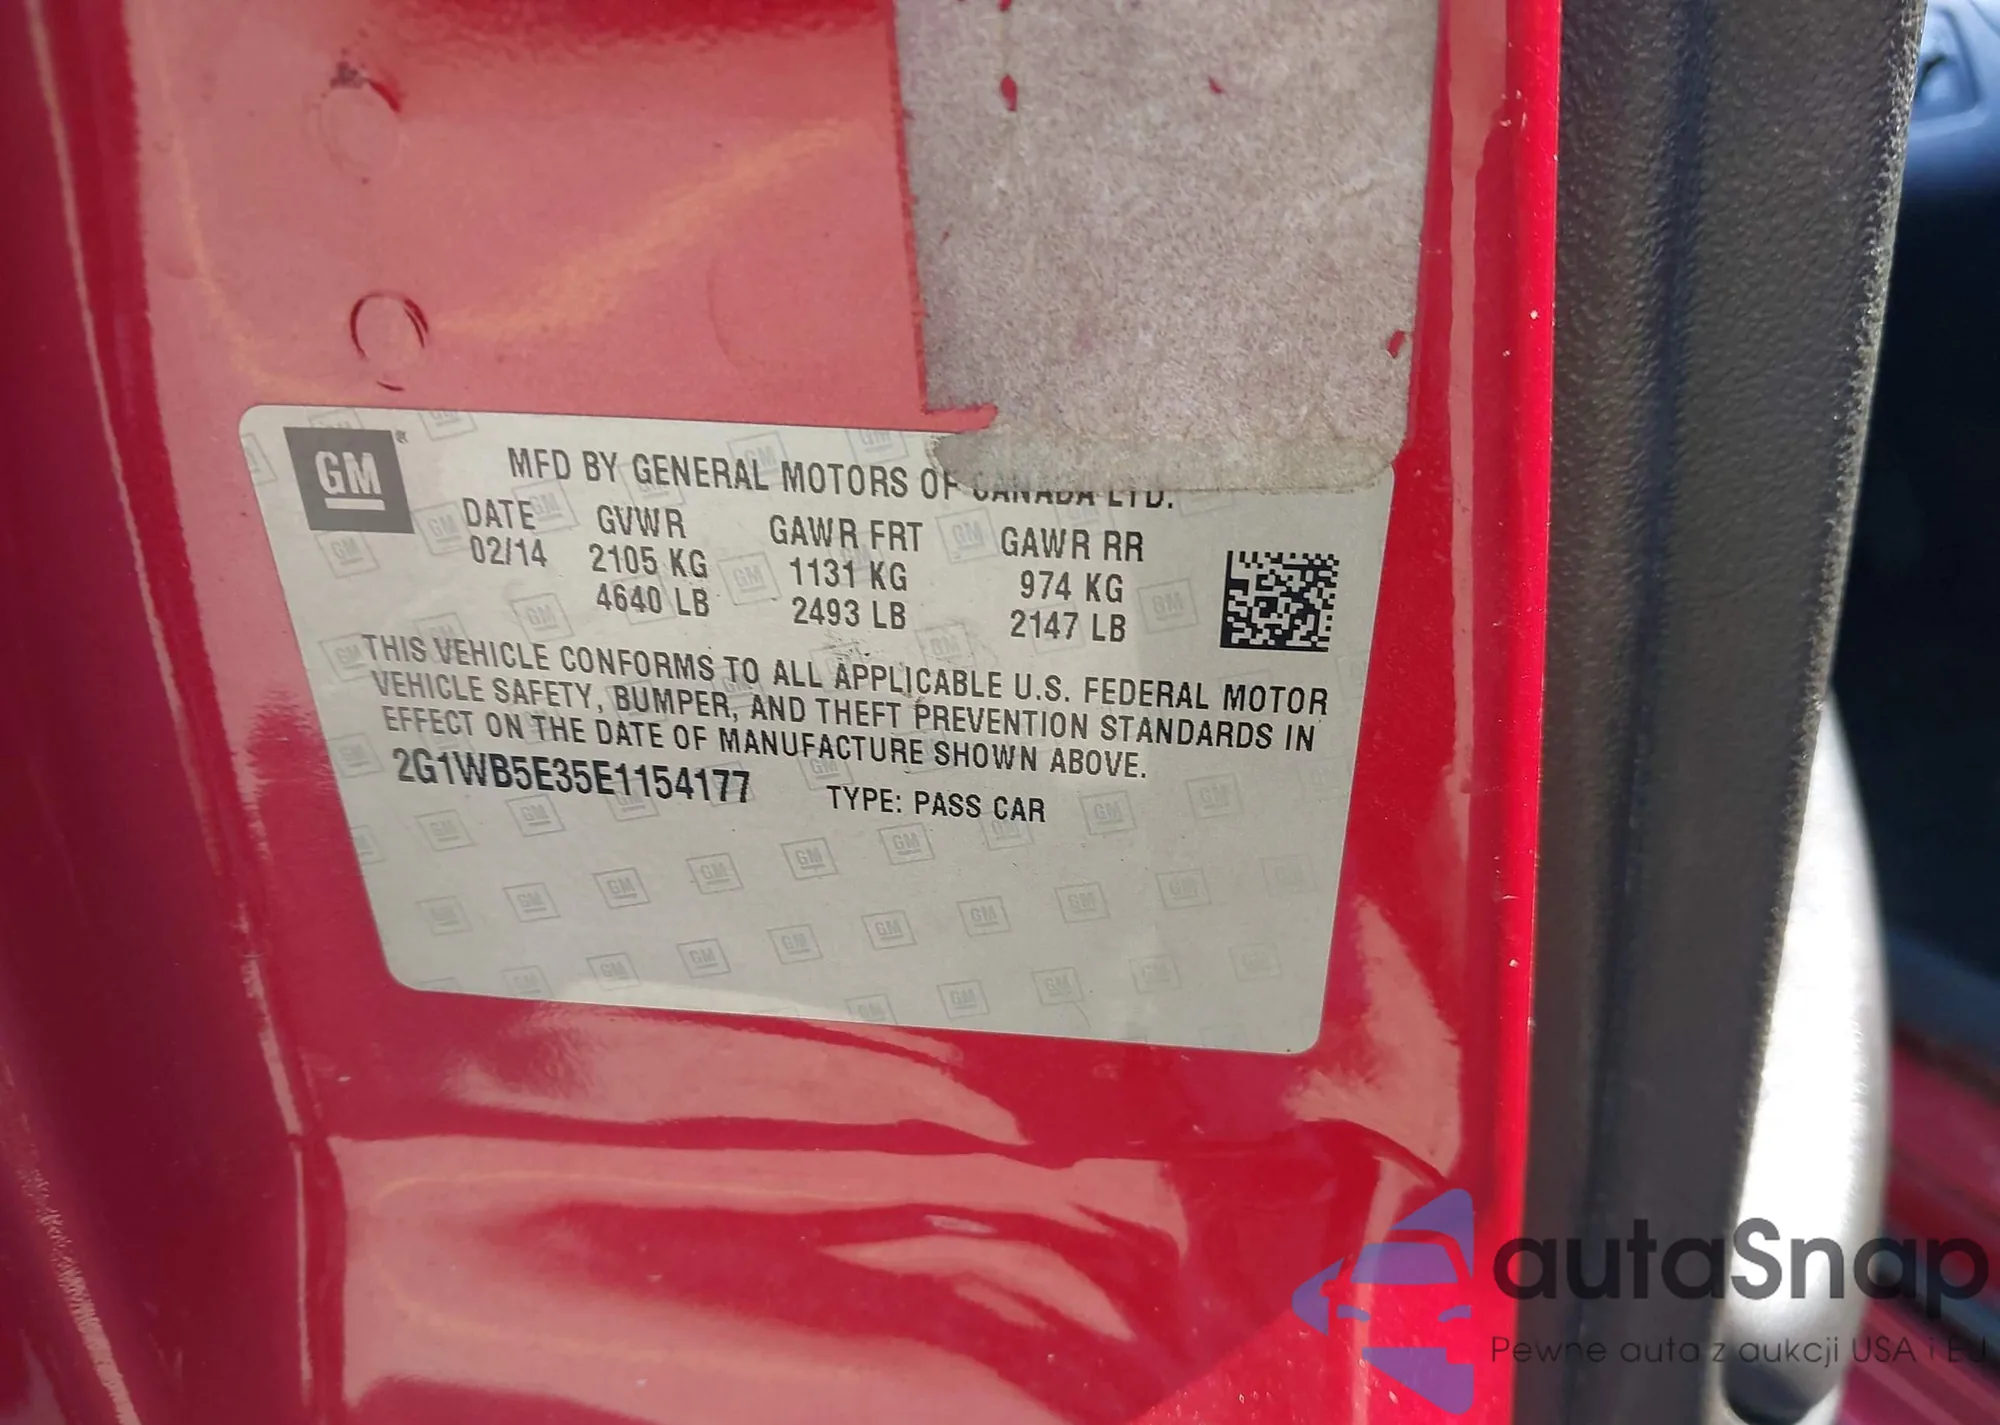 GM
MFD BY GENERAL MOTORS OF CANADA LTD.
DATE GVWR GAWR FRT GAWR RR
02/14 2105 KG 1131 KG 974 KG
4640 LB 2493 LB 2147 LB
THIS VEHICLE CONFORMS TO ALL APPLICABLE U.S. FEDERAL MOTOR
VEHICLE SAFETY, BUMPER, AND THEFT PREVENTION STANDARDS IN
EFFECT ON THE DATE OF MANUFACTURE SHOWN ABOVE.
2G1WB5E35E1154177 TYPE: PASS CAR
autaSnap
Pewne auta z aukcji USA i EU